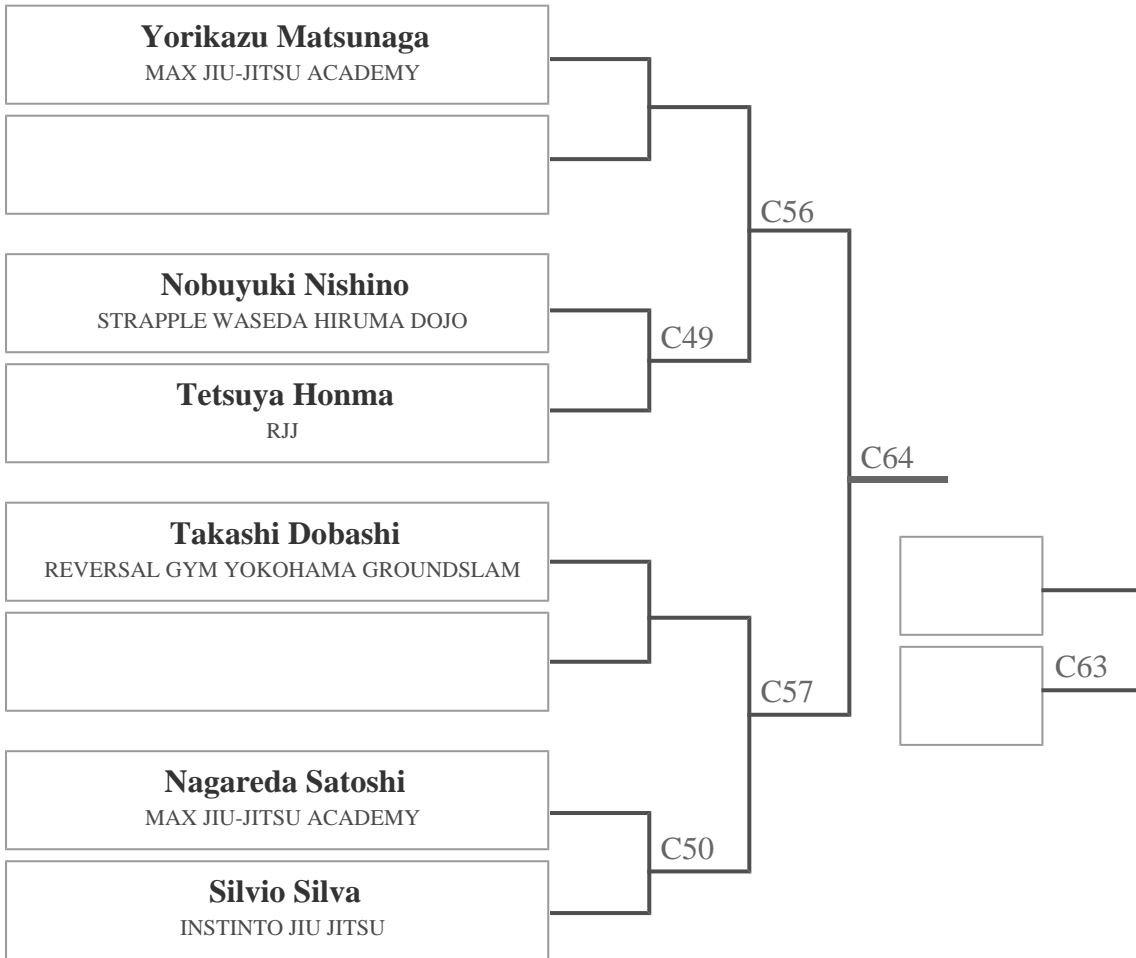 Yorikazu Matsunaga
MAX JIU-JITSU ACADEMY
C56
Nobuyuki Nishino
STRAPPLE WASEDA HIRUMA DOJO
C49
Tetsuya Honma
RJJ
C64
Takashi Dobashi
REVERSAL GYM YOKOHAMA GROUNDSLAM
C63
C57
Nagareda Satoshi
MAX JIU-JITSU ACADEMY
C50
Silvio Silva
INSTINTO JIU JITSU